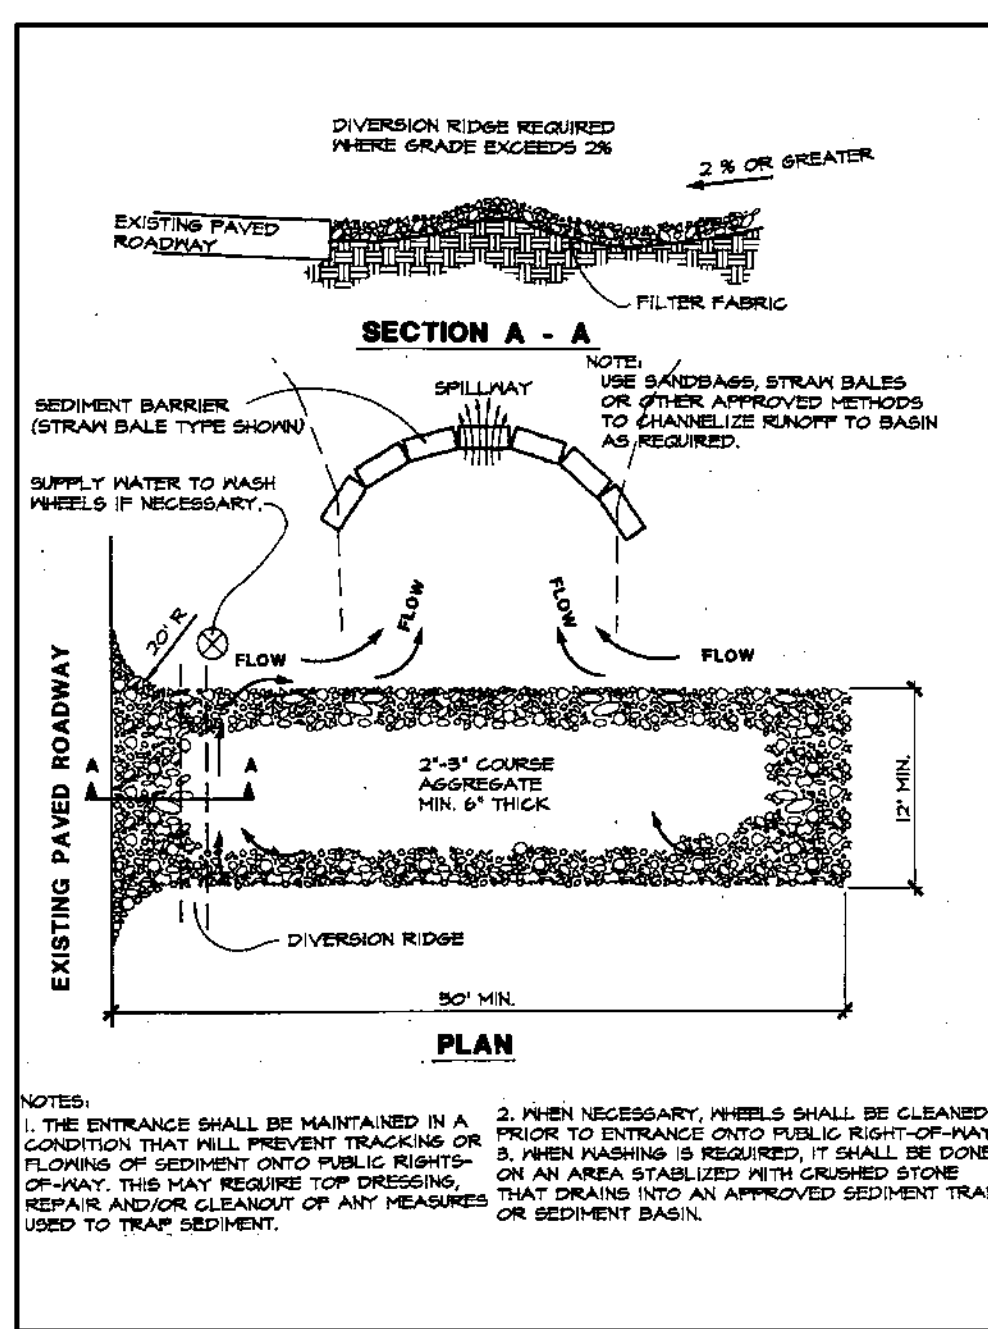 DIVERSION RIDGE REQUIRED
WHERE GRADE EXCEEDS 2%
2 % OR GREATER
EXISTING PAVED
ROADWAY
FILTER FABRIC
SECTION A - A
NOTE:
USE SANDBAGS, STRAW BALES
OR OTHER APPROVED METHODS
TO CHANNELIZE RUNOFF TO BASIN
AS REQUIRED.
SPILLWAY
SEDIMENT BARRIER
(STRAW BALE TYPE SHOWN)
SUPPLY WATER TO WASH
WHEELS IF NECESSARY.
20' R
FLOW
FLOW
FLOW
FLOW
EXISTING PAVED ROADWAY
A
A
2"-3" COURSE
AGGREGATE
MIN. 6" THICK
12' MIN.
DIVERSION RIDGE
50' MIN.
PLAN
NOTES:
1. THE ENTRANCE SHALL BE MAINTAINED IN A
CONDITION THAT WILL PREVENT TRACKING OR
FLOWING OF SEDIMENT ONTO PUBLIC RIGHTS-
OF-WAY. THIS MAY REQUIRE TOP DRESSING,
REPAIR AND/OR CLEANOUT OF ANY MEASURES
USED TO TRAP SEDIMENT.
2. WHEN NECESSARY, WHEELS SHALL BE CLEANED
PRIOR TO ENTRANCE ONTO PUBLIC RIGHT-OF-WAY
3. WHEN WASHING IS REQUIRED, IT SHALL BE DONE
ON AN AREA STABLIZED WITH CRUSHED STONE
THAT DRAINS INTO AN APPROVED SEDIMENT TRAP
OR SEDIMENT BASIN.